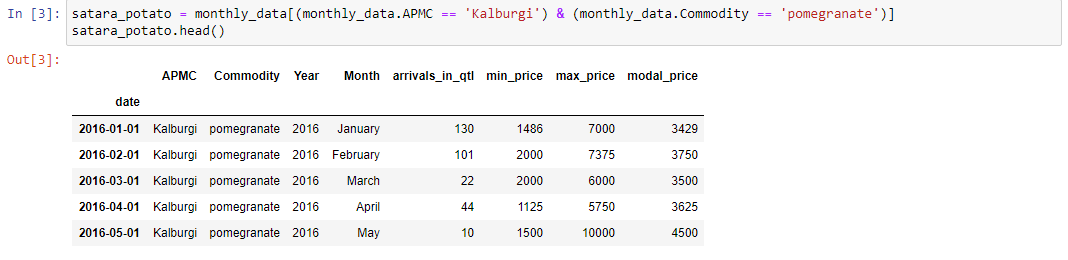 In [3]: satara_potato = monthly_data[(monthly_data.APMC == 'Kalburgi') & (monthly_data.Commodity == 'pomegranate')]
satara_potato.head()
Out[3]:
APMC Commodity Year Month arrivals_in_qtl min_price max_price modal_price
date
2016-01-01 Kalburgi pomegranate 2016 January 130 1486 7000 3429
2016-02-01 Kalburgi pomegranate 2016 February 101 2000 7375 3750
2016-03-01 Kalburgi pomegranate 2016 March 22 2000 6000 3500
2016-04-01 Kalburgi pomegranate 2016 April 44 1125 5750 3625
2016-05-01 Kalburgi pomegranate 2016 May 10 1500 10000 4500